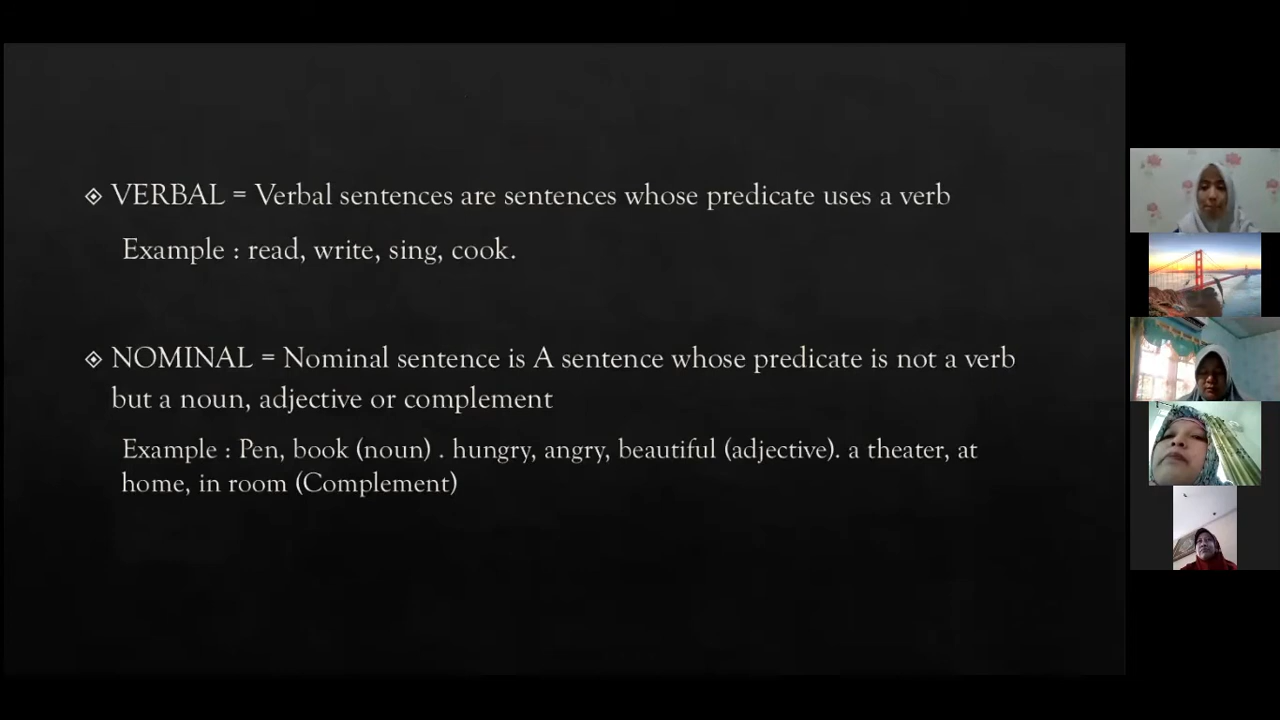 VERBAL = Verbal sentences are sentences whose predicate uses a verb
Example : read, write, sing, cook.
NOMINAL = Nominal sentence is A sentence whose predicate is not a verb
but a noun, adjective or complement
Example : Pen, book (noun) . hungry, angry, beautiful (adjective). a theater, at
home, in room (Complement)